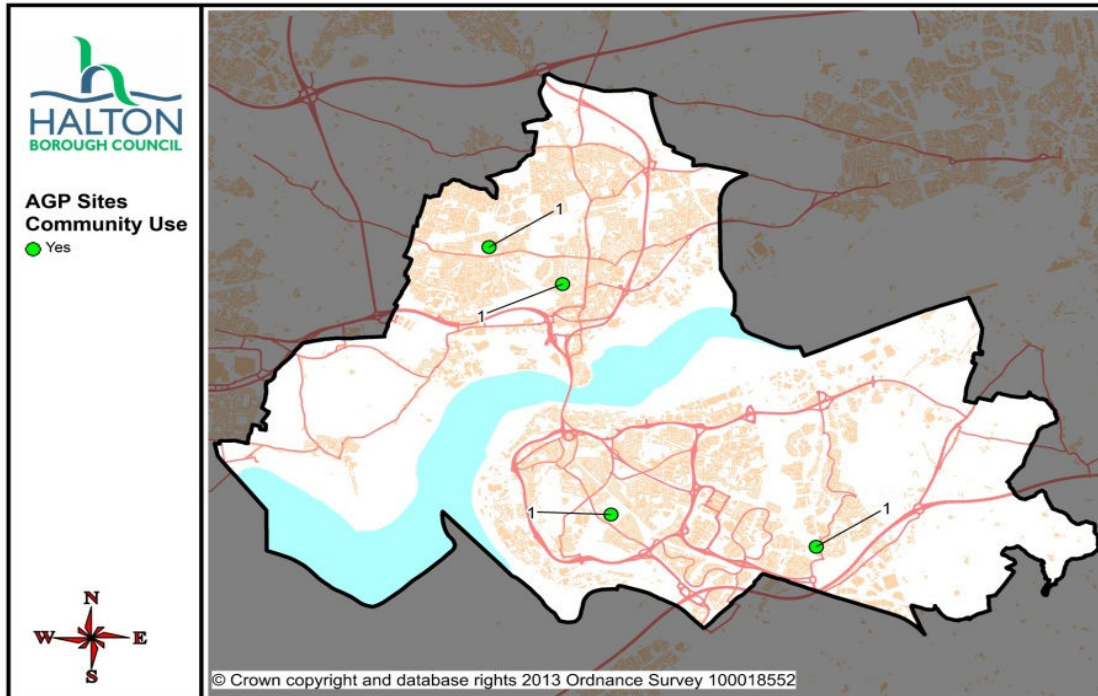 HALTON
BOROUGH COUNCIL
AGP Sites
Community Use
Yes
N
W E
S
1
1
1
1
© Crown copyright and database rights 2013 Ordnance Survey 100018552